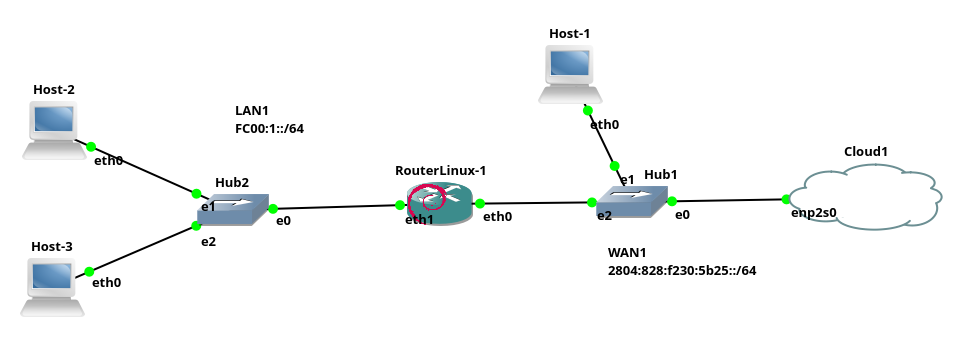 Host-1
Host-2
LAN1
FC00:1::/64
eth0
Cloud1
eth0
RouterLinux-1
Hub1
Hub2
e1
e1
e0
eth1
eth0
e2
e0
enp2s0
e2
Host-3
WAN1
2804:828:f230:5b25::/64
eth0